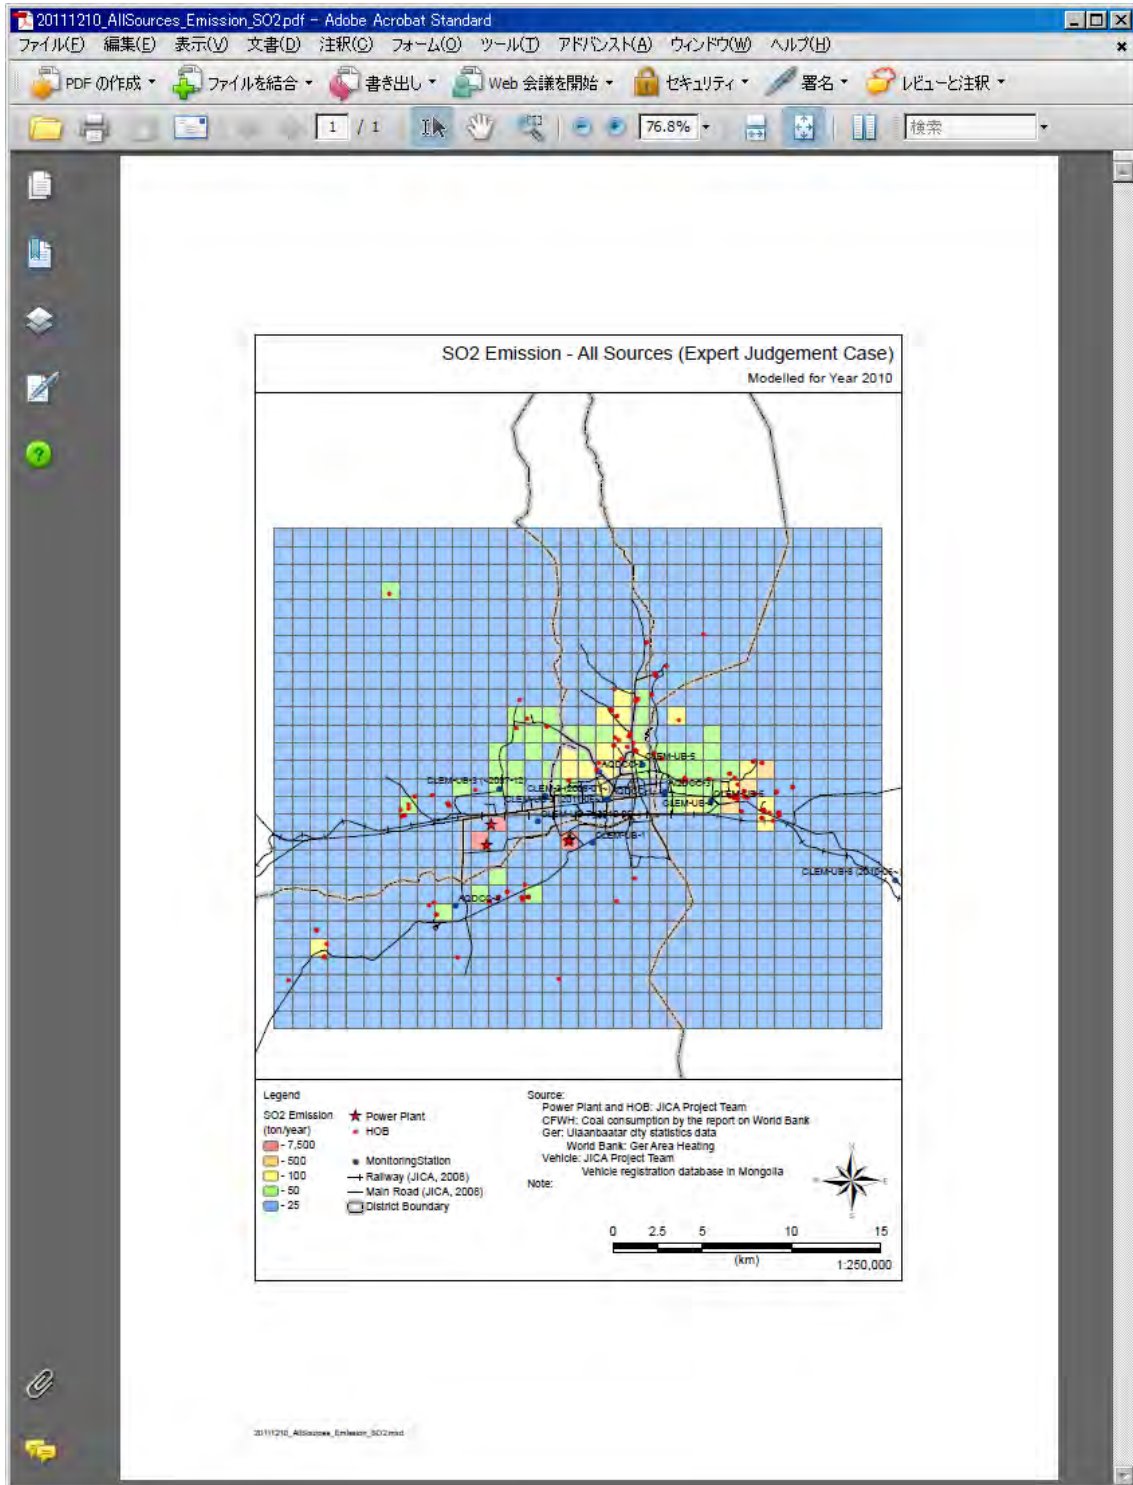 20111210_AllSources_Emission_SO2.pdf - Adobe Acrobat Standard
ファイル(F) 編集(E) 表示(V) 文書(D) 注釈(C) フォーム(O) ツール(T) アドバンスト(A) ウィンドウ(W) ヘルプ(H)
PDF の作成 ファイルを結合 書き出し Web 会議を開始 セキュリティ 署名 レビューと注釈
1 / 1 76.8% 検索
SO2 Emission - All Sources (Expert Judgement Case)
Modelled for Year 2010
CLEM-UB-5
CLEM-UB-1
Legend
SO2 Emission
(ton/year)
- 7,500
- 500
- 100
- 50
- 25
Power Plant
HOB
MonitoringStation
Railway (JICA, 2008)
Main Road (JICA, 2008)
District Boundary
Source:
Power Plant and HOB: JICA Project Team
CFWH: Coal consumption by the report on World Bank
Ger: Ulaanbaatar city statistics data
World Bank: Ger Area Heating
Vehicle: JICA Project Team
Vehicle registration database in Mongolia
Note:
0 2.5 5 10 15
(km)
1:250,000
20111210_AllSources_Emission_SO2.mxd